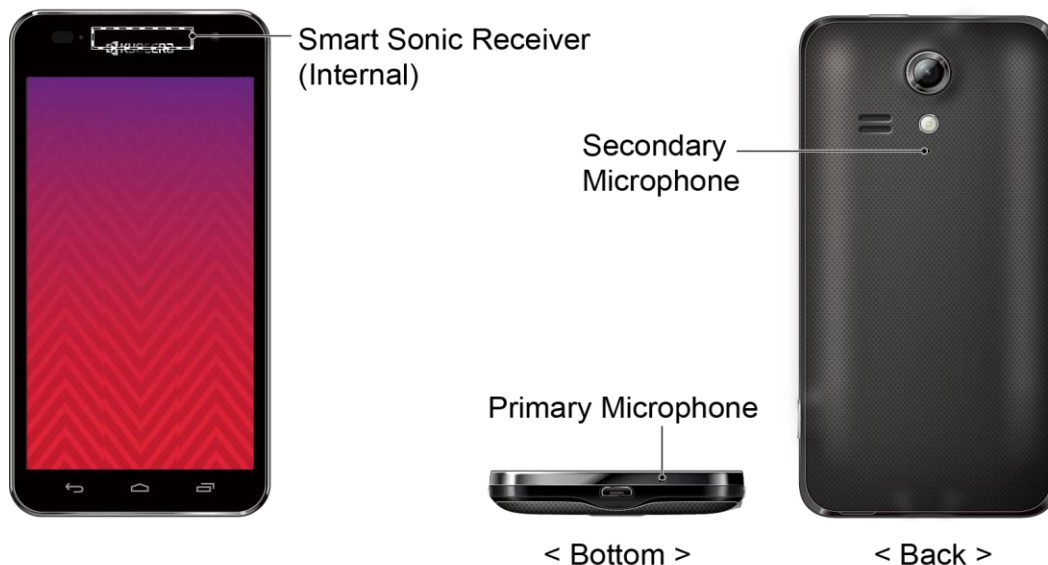 Smart Sonic Receiver
(Internal)
Secondary
Microphone
Primary Microphone
< Bottom >
< Back >